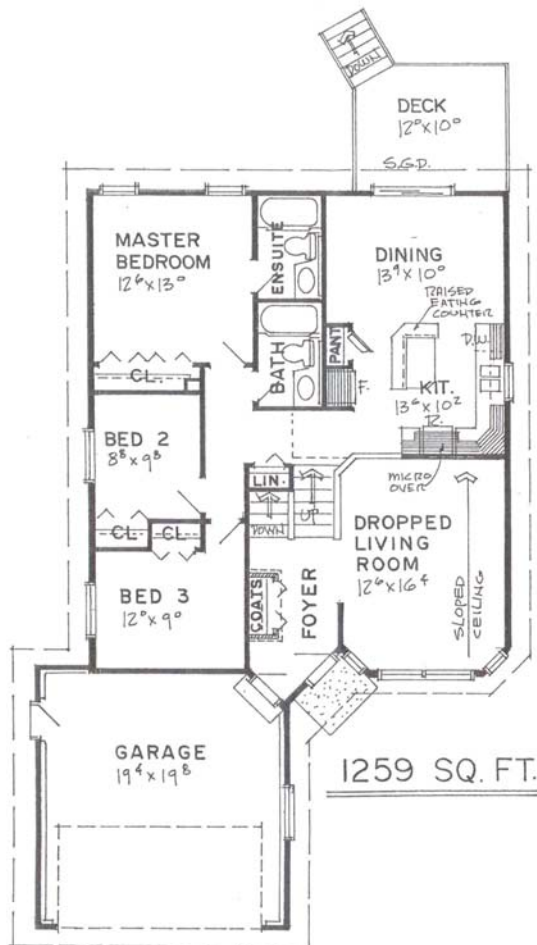 DOWN
DECK
12⁰x10⁰
S.G.D.
MASTER
BEDROOM
12⁶x13⁰
ENSUITE
DINING
13⁴x10⁰
RAISED
EATING
COUNTER
BATH
PANT
D.W.
CL.
F.
KIT.
13⁶x10²
R.
BED 2
8⁸x9⁸
LIN.
MICRO
OVER
CL
CL
DOWN
UP
DROPPED
LIVING
ROOM
12⁶x16⁴
SLOPED
CEILING
BED 3
12⁰x9⁰
COATS
FOYER
GARAGE
19⁴x19⁸
1259 SQ. FT.